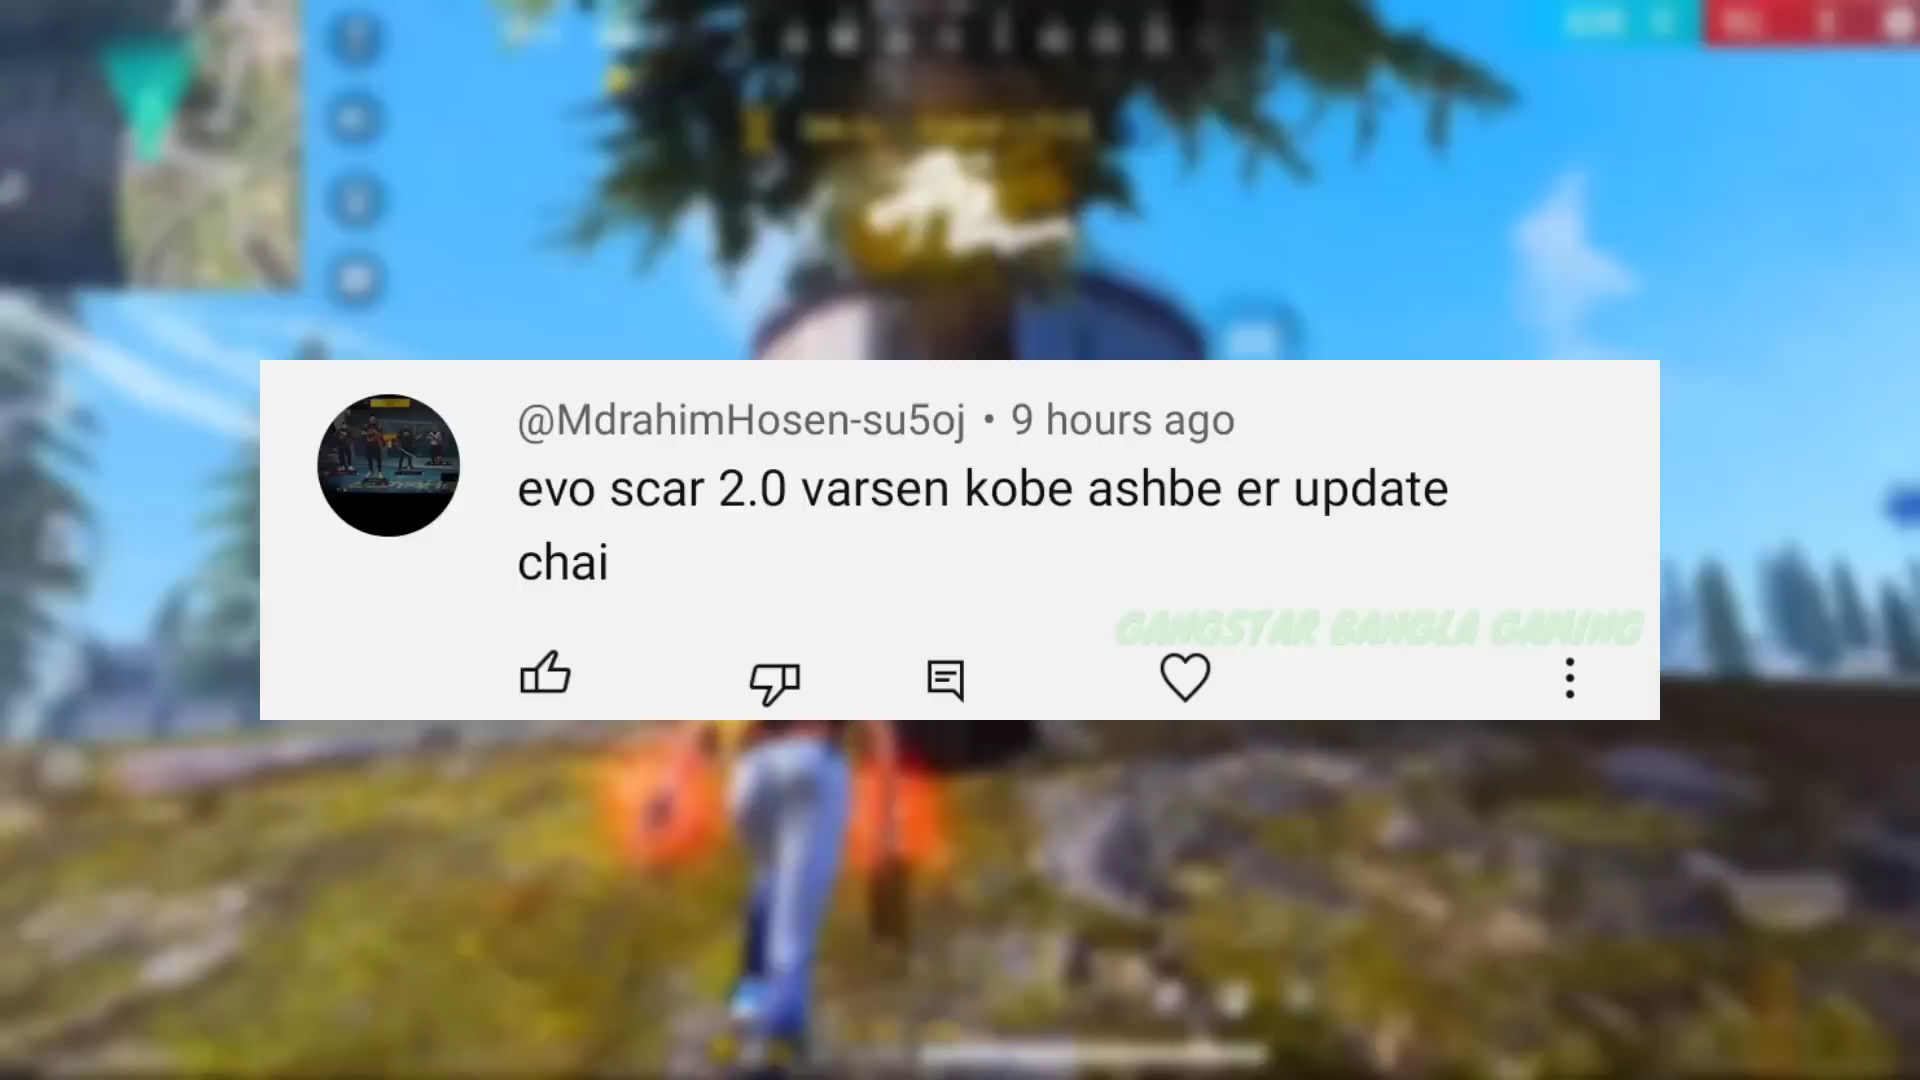 @MdrahimHosen-su5oj • 9 hours ago
evo scar 2.0 varsen kobe ashbe er update
chai
GANGSTAR BANGLA GAMING